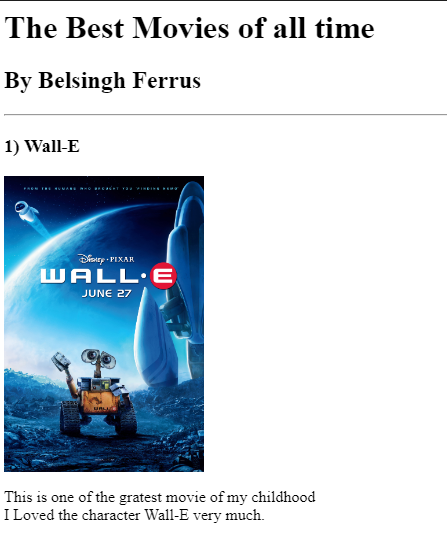 The Best Movies of all time
By Belsingh Ferrus
1) Wall-E
FROM THE HUMANS WHO BROUGHT YOU "FINDING NEMO"
Disney · PIXAR
WALL·E
JUNE 27
WALL·E
This is one of the gratest movie of my childhood
I Loved the character Wall-E very much.